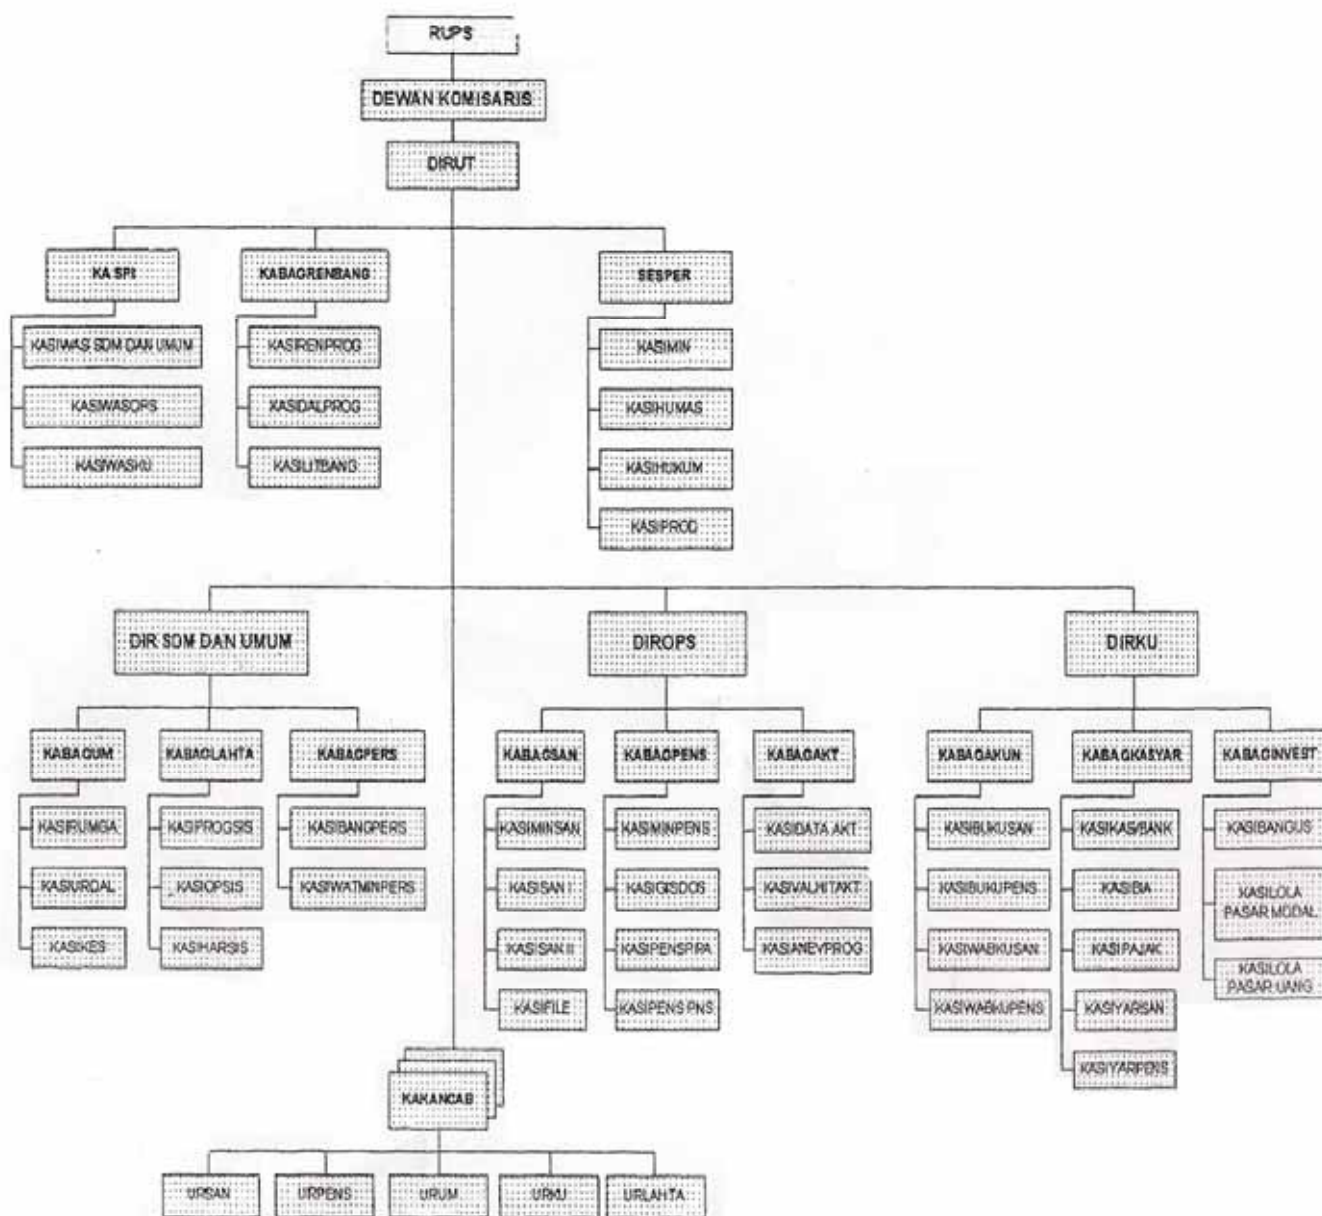 RUPS
DEWAN KOMISARIS
DIRUT
KA SPI
KABAGRENBANG
SESPER
KASIWAS SDM DAN UMUM
KASIRENPROG
KASIMIN
KASIWASOPS
KASIDALPROG
KASIHUMAS
KASIWASKU
KASILITBANG
KASIHUKUM
KASIPROD
DIR SDM DAN UMUM
DIROPS
DIRKU
KABAGUM
KABAGLAHTA
KABAGPERS
KABAGSAN
KABAGPENS
KABAGAKT
KABAGAKUN
KABAGKASYAR
KABAGINVEST
KASIRUMGA
KASIPROGSIS
KASIBANGPERS
KASIMINSAN
KASIMINPENS
KASIDATA AKT
KASIBUKUSAN
KASIKAS/BANK
KASIBANGUS
KASIURDAL
KASIOPSIS
KASIWATMINPERS
KASISAN I
KASIGISDOS
KASIVALHITAKT
KASIBUKUPENS
KASIBIA
KASILOLA
PASAR MODAL
KASIKES
KASIHARSIS
KASISAN II
KASIPENSPIPA
KASIANEVPROG
KASIWABKUSAN
KASIPAJAK
KASILOLA
PASAR UANG
KASIFILE
KASIPENS PNS
KASIWABKUPENS
KASIYARSAN
KASIYARPENS
KAKANCAB
URSAN
URPENS
URUM
URKU
URLAHTA